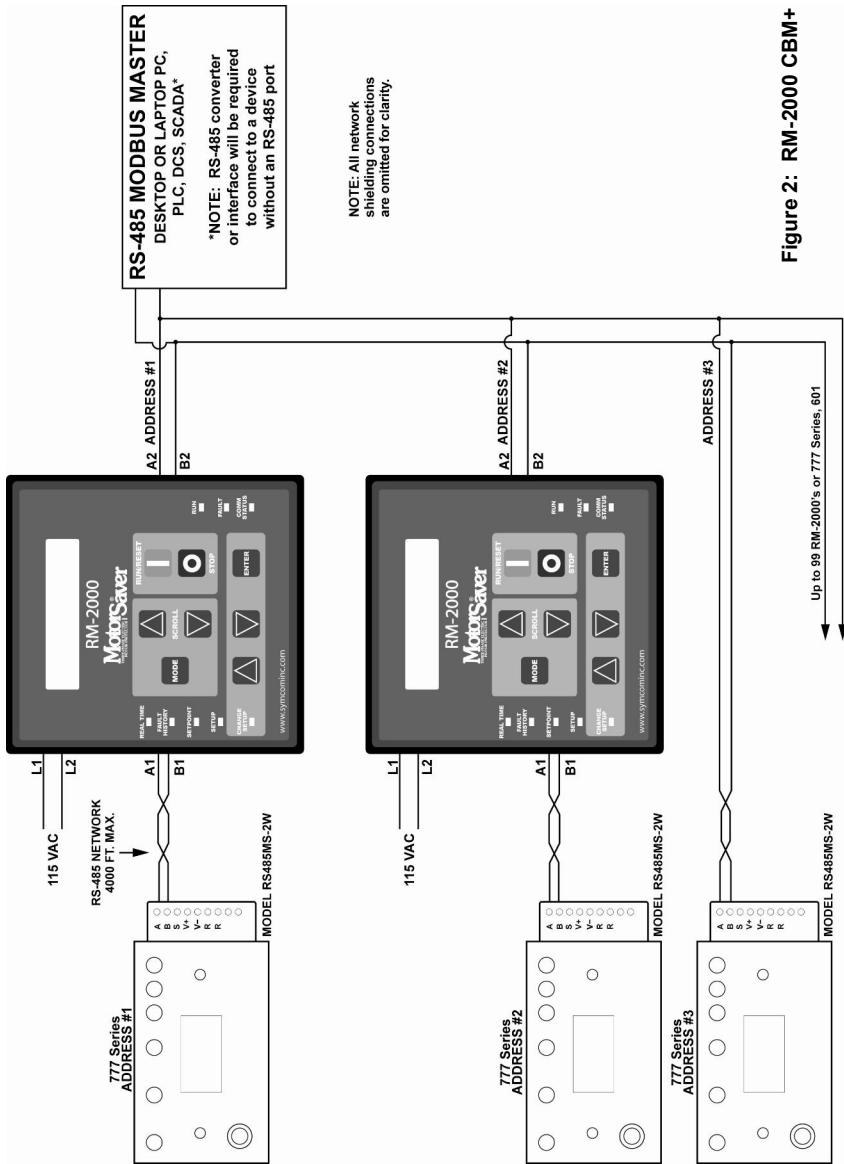 RS-485 MODBUS MASTER
DESKTOP OR LAPTOP PC,
PLC, DCS, SCADA*
*NOTE: RS-485 converter
or interface will be required
to connect to a device
without an RS-485 port
NOTE: All network
shielding connections
are omitted for clarity.
Figure 2: RM-2000 CBM+
A2 ADDRESS #1
B2
A2 ADDRESS #2
B2
ADDRESS #3
Up to 99 RM-2000's or 777 Series, 601
RM-2000
MotorSaver®
REAL TIME
FAULT
HISTORY
SETPOINT
SETUP
MODE
SCROLL
RUN/RESET
STOP
RUN
FAULT
COMM
STATUS
CHANGE
SETUP
ENTER
www.symcominc.com
RM-2000
MotorSaver®
REAL TIME
FAULT
HISTORY
SETPOINT
SETUP
MODE
SCROLL
RUN/RESET
STOP
RUN
FAULT
COMM
STATUS
CHANGE
SETUP
ENTER
www.symcominc.com
L1
L2
115 VAC
A1
B1
RS-485 NETWORK
4000 FT. MAX.
L1
L2
115 VAC
A1
B1
777 Series
ADDRESS #1
A
B
S
V+
V–
R
R
MODEL RS485MS-2W
777 Series
ADDRESS #2
A
B
S
V+
V–
R
R
MODEL RS485MS-2W
777 Series
ADDRESS #3
A
B
S
V+
V–
R
R
MODEL RS485MS-2W